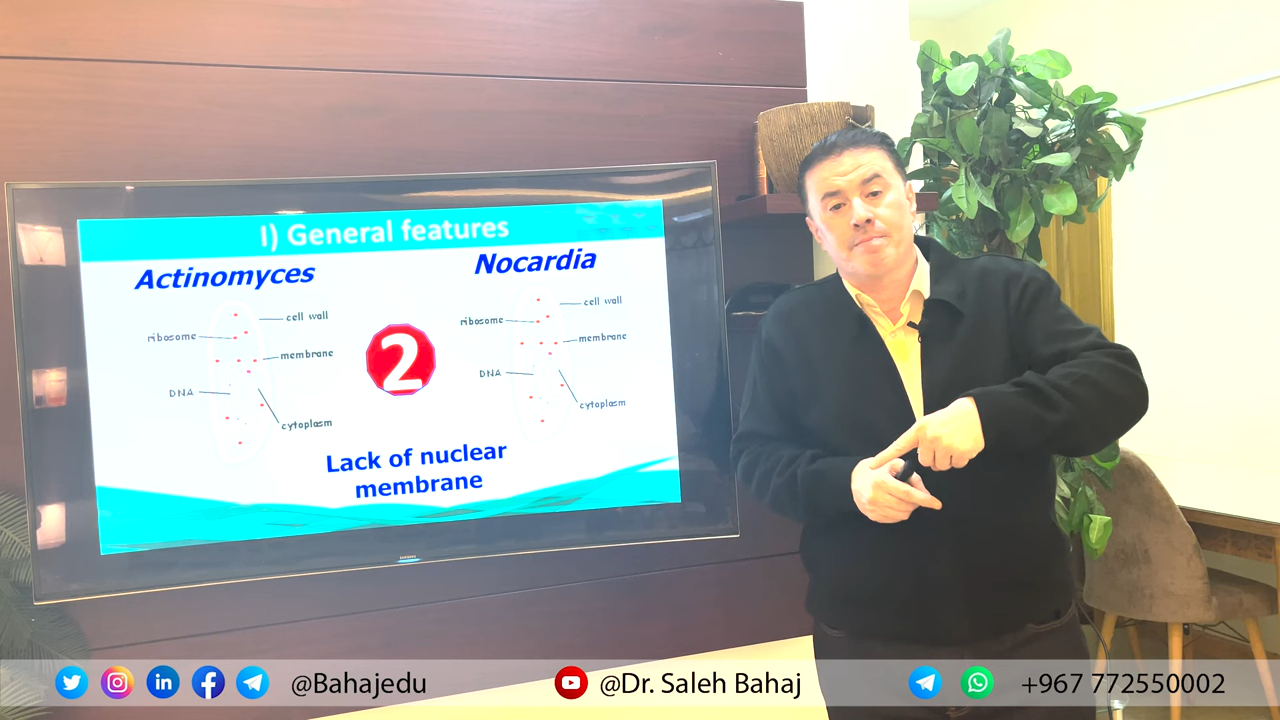 I) General features
Actinomyces
Nocardia
cell wall
ribosome
membrane
DNA
cytoplasm
cell wall
ribosome
membrane
DNA
cytoplasm
2
Lack of nuclear
membrane
SAMSUNG
@Bahajedu
@Dr. Saleh Bahaj
+967 772550002